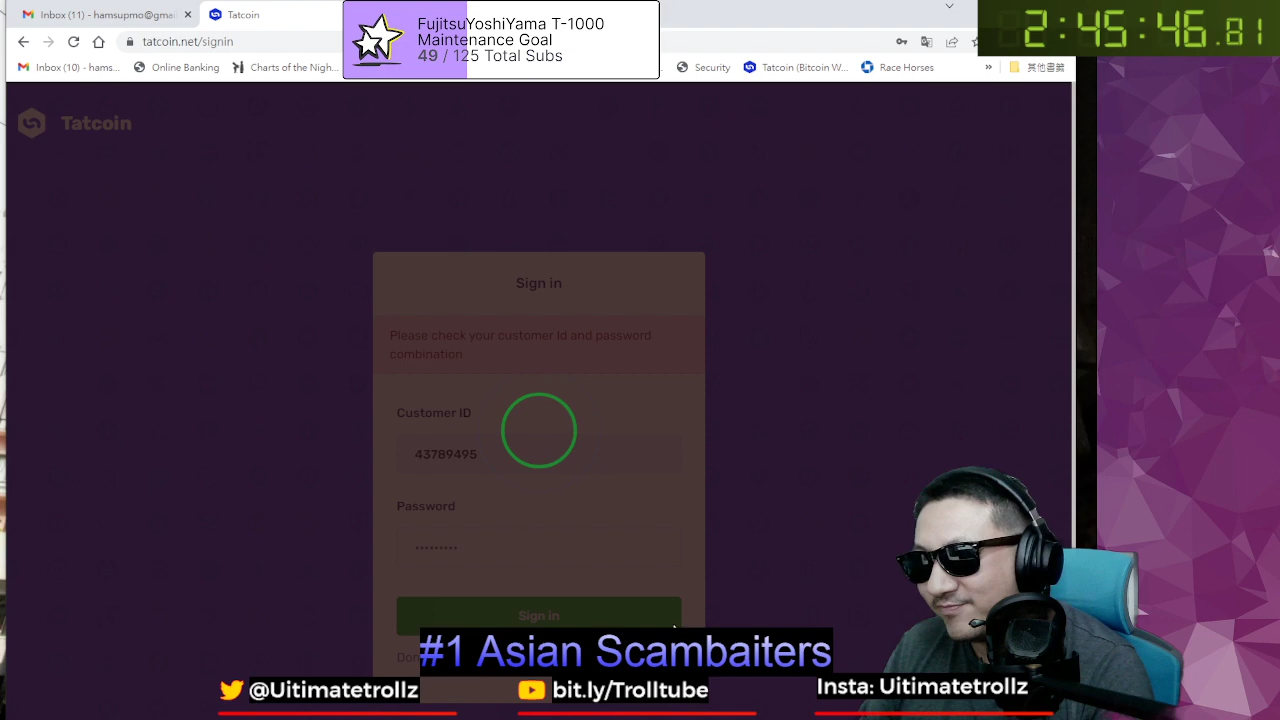 Inbox (11) - hamsupmo@gmai
Tatcoin
FujitsuYoshiYama T-1000
Maintenance Goal
49 / 125 Total Subs
2:45:46.81
tatcoin.net/signin
Inbox (10) - hams...
Online Banking
Charts of the Nigh...
Security
Tatcoin (Bitcoin W...
Race Horses
»
其他書籤
Tatcoin
Sign in
Please check your customer Id and password
combination
Customer ID
43789495
Password
•••••••••
Sign in
Don
#1 Asian Scambaiters
@Uitimatetrollz
bit.ly/Trolltube
Insta: Uitimatetrollz